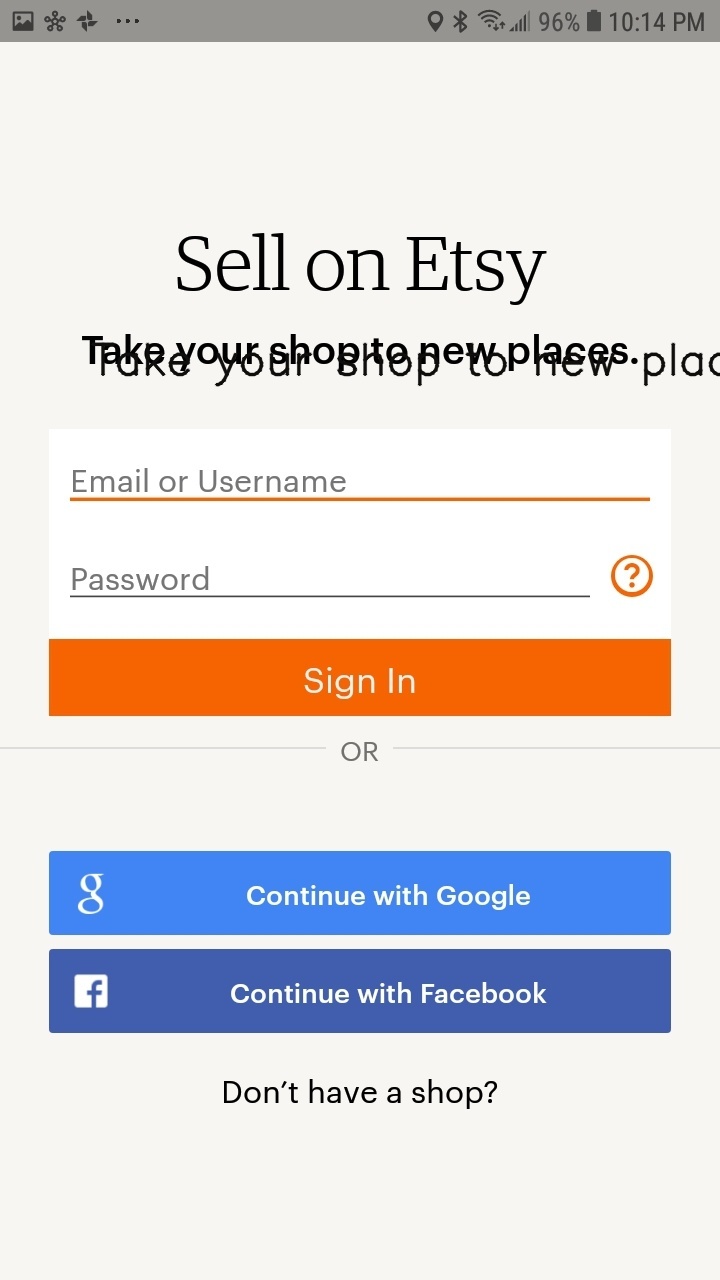 96% 10:14 PM
Sell on Etsy
Take your shop to new places.
Take your shop to new plac
Email or Username
Password
?
Sign In
OR
g Continue with Google
f Continue with Facebook
Don’t have a shop?